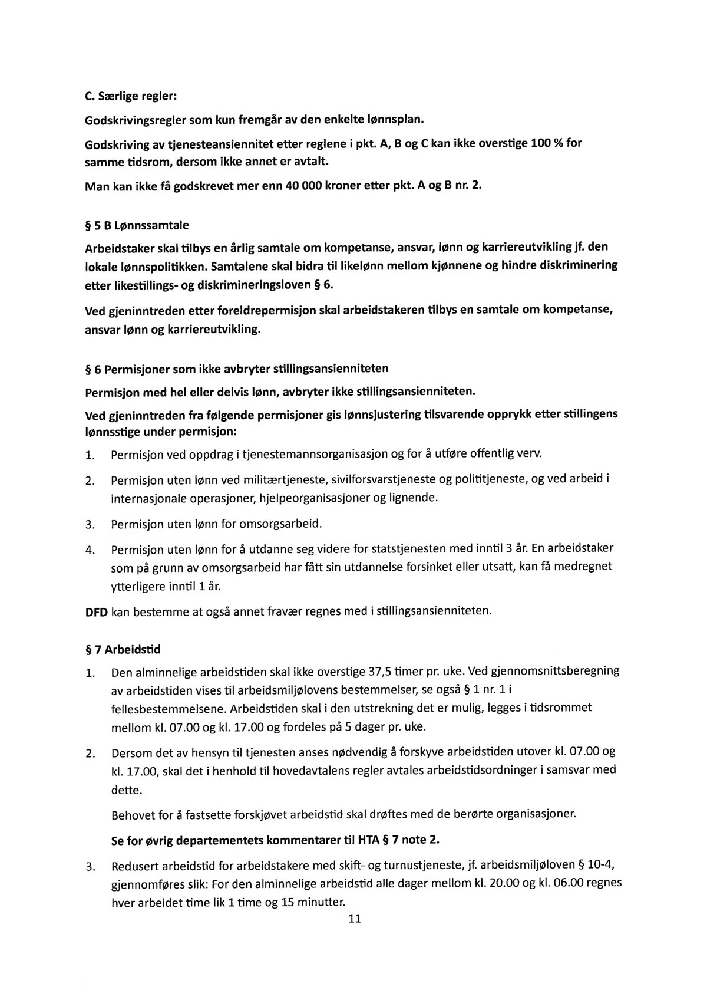 C. Særlige regler:
Godskrivingsregler som kun fremgår av den enkelte lønnsplan.
Godskriving av tjenesteansiennitet etter reglene i pkt. A, B og C kan ikke overstige 100 % for
samme tidsrom, dersom ikke annet er avtalt.
Man kan ikke få godskrevet mer enn 40 000 kroner etter pkt. A og B nr. 2.
§ 5 B Lønnssamtale
Arbeidstaker skal tilbys en årlig samtale om kompetanse, ansvar, lønn og karriereutvikling jf. den
lokale lønnspolitikken. Samtalene skal bidra til likelønn mellom kjønnene og hindre diskriminering
etter likestillings- og diskrimineringsloven § 6.
Ved gjeninntreden etter foreldrepermisjon skal arbeidstakeren tilbys en samtale om kompetanse,
ansvar lønn og karriereutvikling.
§ 6 Permisjoner som ikke avbryter stillingsansienniteten
Permisjon med hel eller delvis lønn, avbryter ikke stillingsansienniteten.
Ved gjeninntreden fra følgende permisjoner gis lønnsjustering tilsvarende opprykk etter stillingens
lønnsstige under permisjon:
1. Permisjon ved oppdrag i tjenestemannsorganisasjon og for å utføre offentlig verv.
2. Permisjon uten lønn ved militærtjeneste, sivilforsvarstjeneste og polititjeneste, og ved arbeid i
internasjonale operasjoner, hjelpeorganisasjoner og lignende.
3. Permisjon uten lønn for omsorgsarbeid.
4. Permisjon uten lønn for å utdanne seg videre for statstjenesten med inntil 3 år. En arbeidstaker
som på grunn av omsorgsarbeid har fått sin utdannelse forsinket eller utsatt, kan få medregnet
ytterligere inntil 1 år.
DFD kan bestemme at også annet fravær regnes med i stillingsansienniteten.
§ 7 Arbeidstid
1. Den alminnelige arbeidstiden skal ikke overstige 37,5 timer pr. uke. Ved gjennomsnittsberegning
av arbeidstiden vises til arbeidsmiljølovens bestemmelser, se også § 1 nr. 1 i
fellesbestemmelsene. Arbeidstiden skal i den utstrekning det er mulig, legges i tidsrommet
mellom kl. 07.00 og kl. 17.00 og fordeles på 5 dager pr. uke.
2. Dersom det av hensyn til tjenesten anses nødvendig å forskyve arbeidstiden utover kl. 07.00 og
kl. 17.00, skal det i henhold til hovedavtalens regler avtales arbeidstidsordninger i samsvar med
dette.
Behovet for å fastsette forskjøvet arbeidstid skal drøftes med de berørte organisasjoner.
Se for øvrig departementets kommentarer til HTA § 7 note 2.
3. Redusert arbeidstid for arbeidstakere med skift- og turnustjeneste, jf. arbeidsmiljøloven § 10-4,
gjennomføres slik: For den alminnelige arbeidstid alle dager mellom kl. 20.00 og kl. 06.00 regnes
hver arbeidet time lik 1 time og 15 minutter.
11